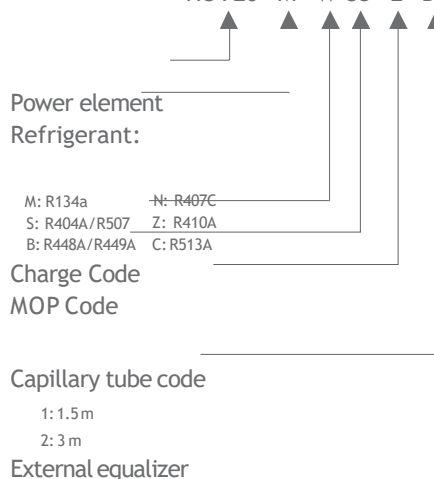 Power element
Refrigerant:
M: R134a N: R407C
S: R404A/R507 Z: R410A
B: R448A/R449A C: R513A
Charge Code
MOP Code
Capillary tube code
1: 1.5 m
2: 3 m
External equalizer